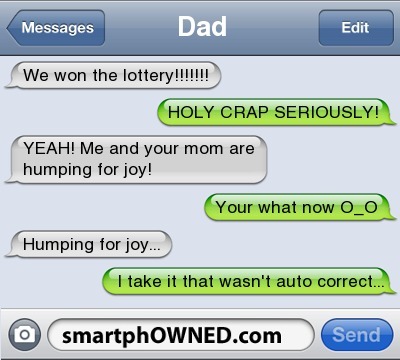 Messages
Dad
Edit
We won the lottery!!!!!!!
HOLY CRAP SERIOUSLY!
YEAH! Me and your mom are
humping for joy!
Your what now O_O
Humping for joy...
I take it that wasn't auto correct...
smartphOWNED.com
Send